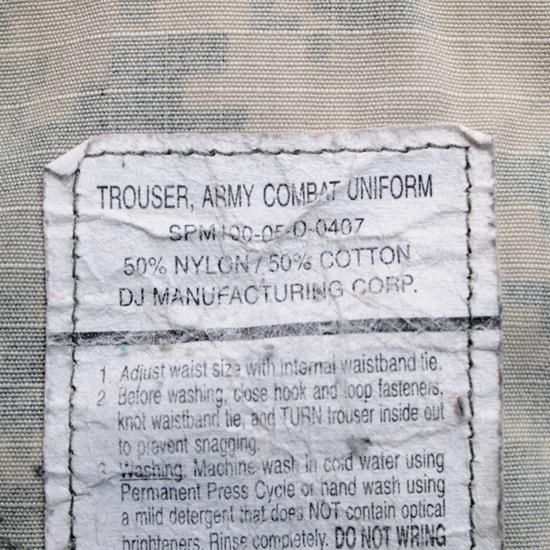 TROUSER, ARMY COMBAT UNIFORM
SPM100-05-D-0407
50% NYLON / 50% COTTON
DJ MANUFACTURING CORP.
1. Adjust waist size with internal waistband tie.
2. Before washing, close hook and loop fasteners,
knot waistband tie, and TURN trouser inside out
to prevent snagging.
3. Washing: Machine wash in cold water using
Permanent Press Cycle or hand wash using
a mild detergent that does NOT contain optical
brighteners. Rinse completely. DO NOT WRING